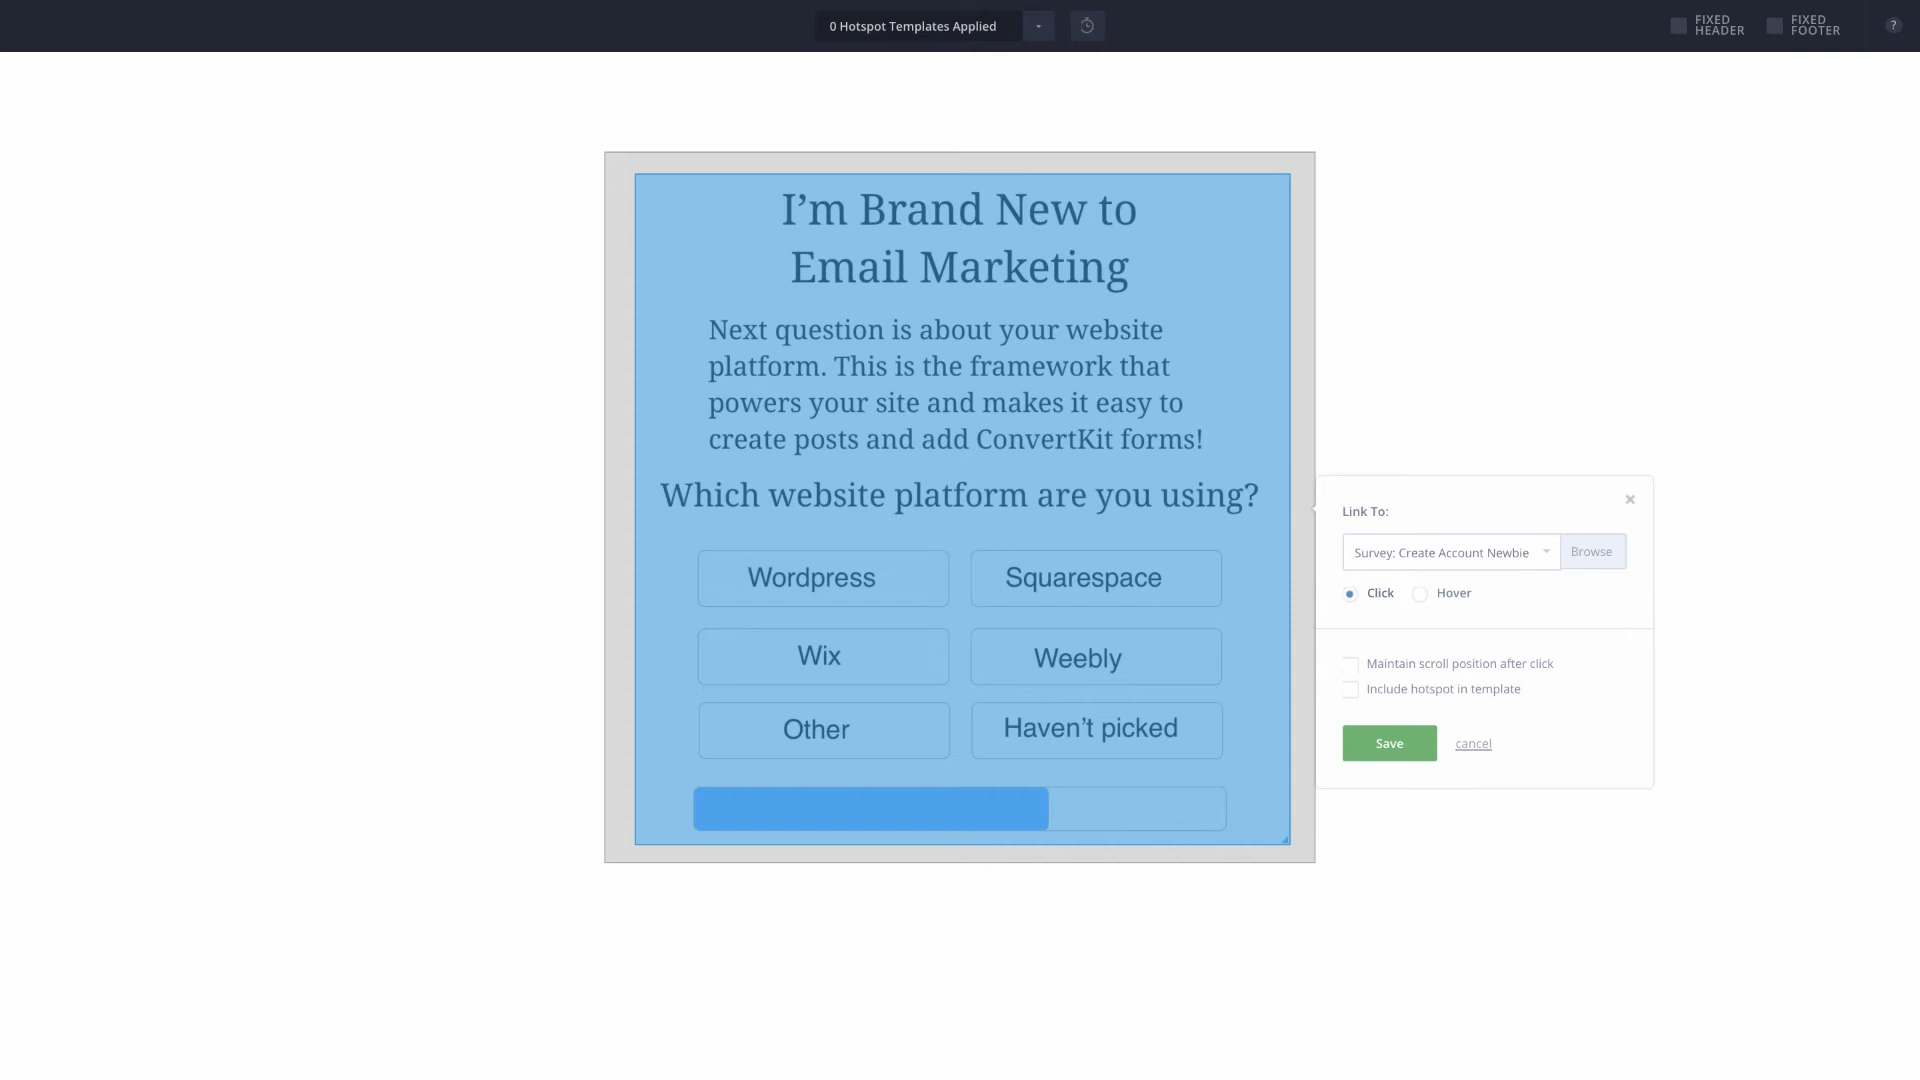 0 Hotspot Templates Applied
FIXED
HEADER
FIXED
FOOTER
?
I’m Brand New to
Email Marketing
Next question is about your website
platform. This is the framework that
powers your site and makes it easy to
create posts and add ConvertKit forms!
Which website platform are you using?
Wordpress
Squarespace
Wix
Weebly
Other
Haven’t picked
Link To:
Survey: Create Account Newbie
Browse
Click
Hover
Maintain scroll position after click
Include hotspot in template
Save
cancel